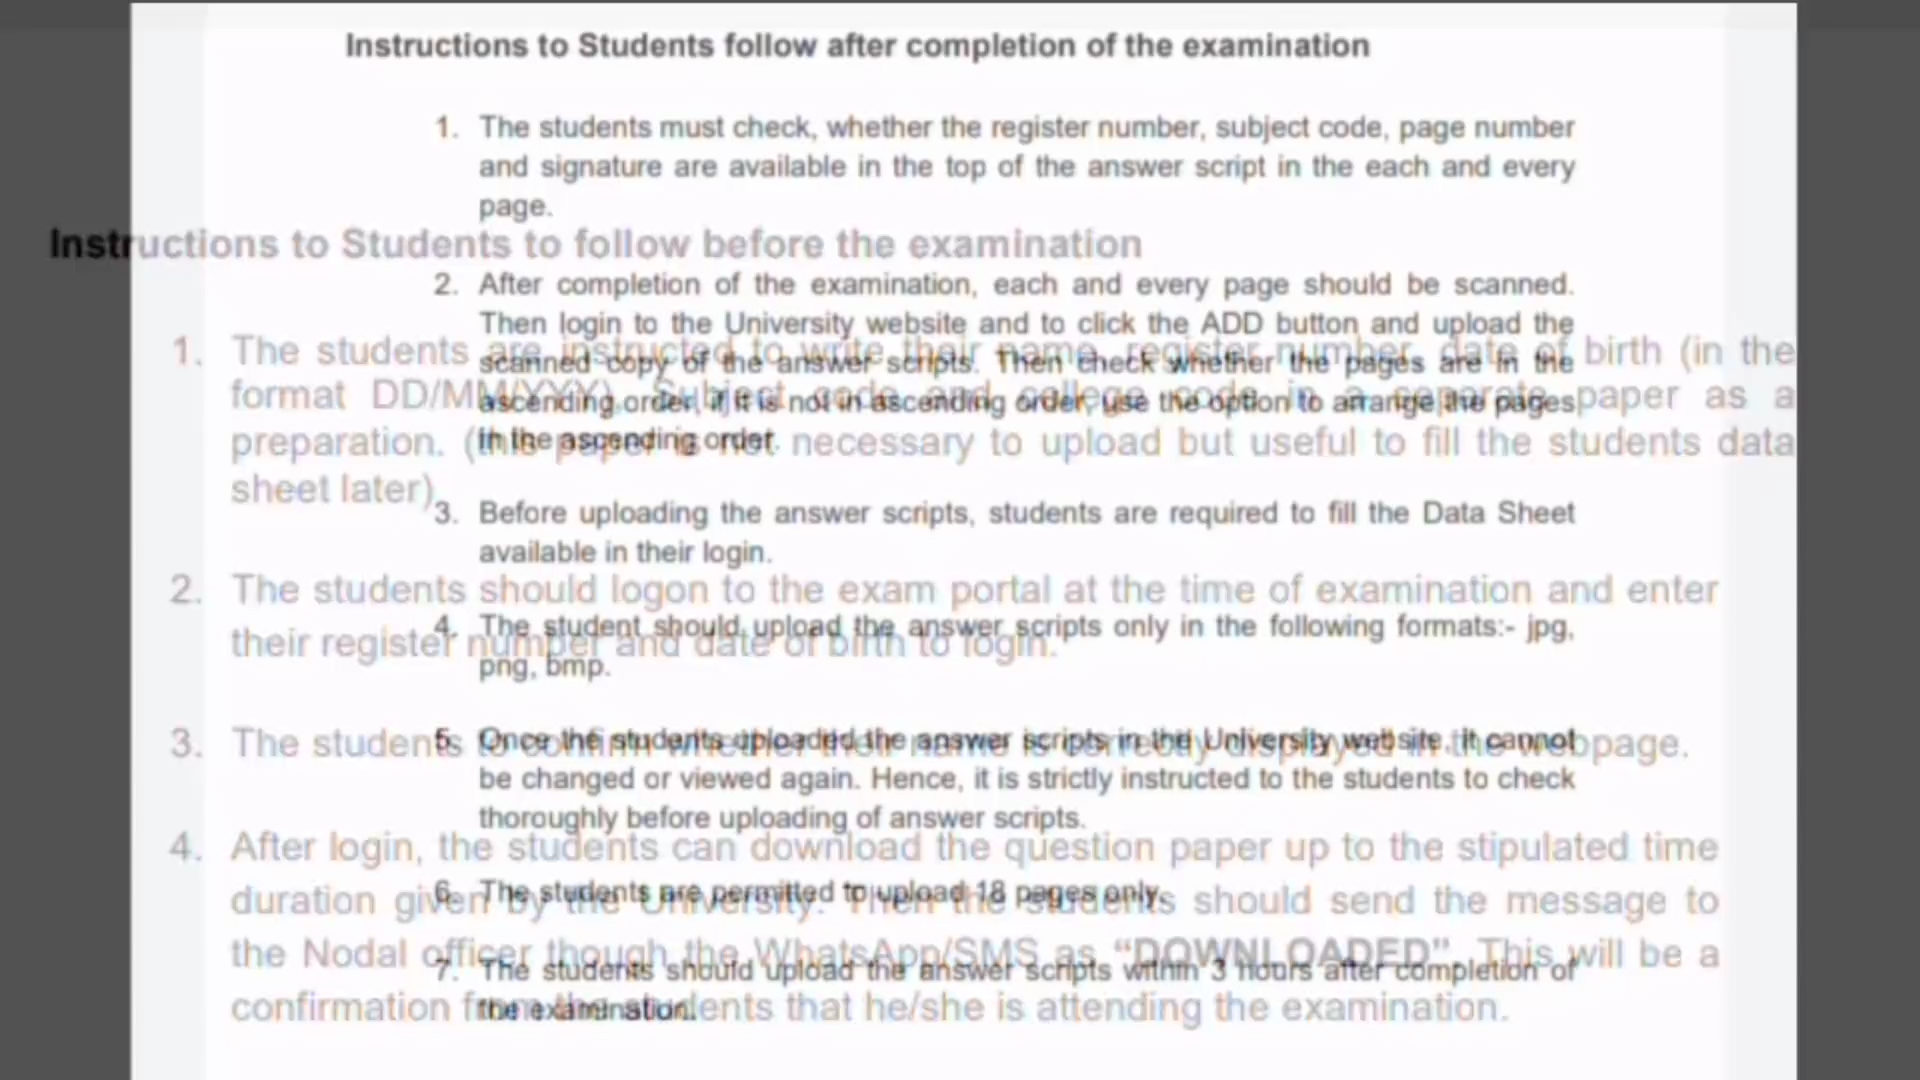 Instructions to Students follow after completion of the examination
1. The students must check, whether the register number, subject code, page number
and signature are available in the top of the answer script in the each and every
page.
2. After completion of the examination, each and every page should be scanned.
Then login to the University website and to click the ADD button and upload the
scanned copy of the answer scripts. Then check whether the pages are in the
ascending order, if it is not in ascending order, use the option to arrange the pages
in the ascending order.
3. Before uploading the answer scripts, students are required to fill the Data Sheet
available in their login.
4. The student should upload the answer scripts only in the following formats:- jpg,
png, bmp.
5. Once the students uploaded the answer scripts in the University website, it cannot
be changed or viewed again. Hence, it is strictly instructed to the students to check
thoroughly before uploading of answer scripts.
6. The students are permitted to upload 18 pages only.
7. The students should upload the answer scripts within 3 hours after completion of
the examination.
Instructions to Students to follow before the examination
1. The students are instructed to write their name, register number, date of birth (in the
format DD/MM/YYY), Subject code and college code in a separate paper as a
preparation. (this paper is not necessary to upload but useful to fill the students data
sheet later).
2. The students should logon to the exam portal at the time of examination and enter
their register number and date of birth to login.
3. The students to confirm whether their name is correctly displayed in the webpage.
4. After login, the students can download the question paper up to the stipulated time
duration given by the University. Then the students should send the message to
the Nodal officer though the WhatsApp/SMS as “DOWNLOADED”. This will be a
confirmation from the students that he/she is attending the examination.